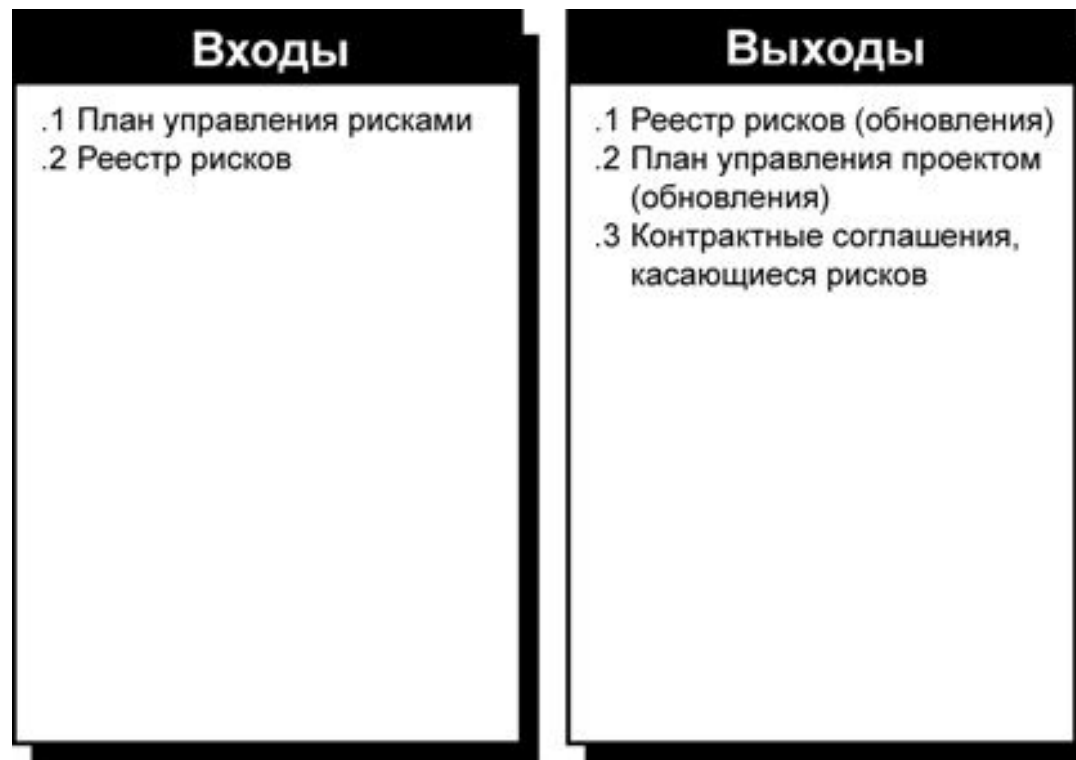 Входы
.1 План управления рисками
.2 Реестр рисков
Выходы
.1 Реестр рисков (обновления)
.2 План управления проектом
(обновления)
.3 Контрактные соглашения,
касающиеся рисков